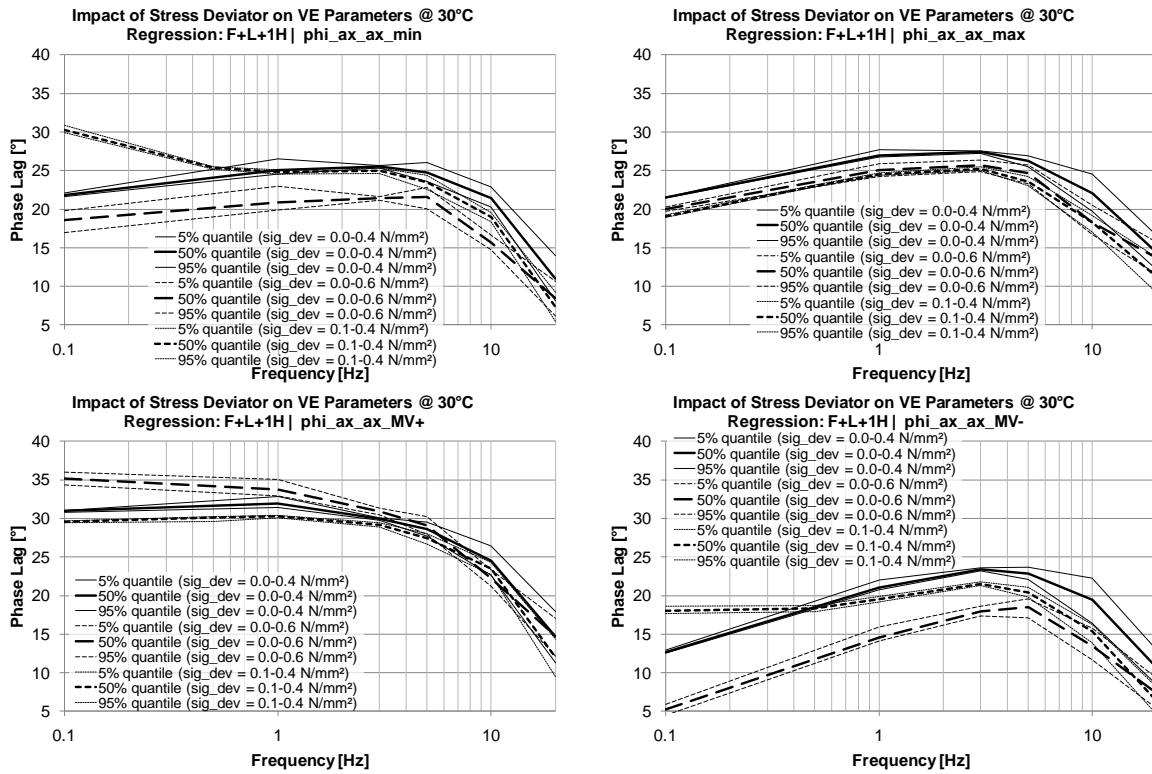 Impact of Stress Deviator on VE Parameters @ 30°C
Regression: F+L+1H | phi_ax_ax_min
40
35
30
25
20
15
10
5
Phase Lag [°]
5% quantile (sig_dev = 0.0-0.4 N/mm²)
50% quantile (sig_dev = 0.0-0.4 N/mm²)
95% quantile (sig_dev = 0.0-0.4 N/mm²)
5% quantile (sig_dev = 0.0-0.6 N/mm²)
50% quantile (sig_dev = 0.0-0.6 N/mm²)
95% quantile (sig_dev = 0.0-0.6 N/mm²)
5% quantile (sig_dev = 0.1-0.4 N/mm²)
50% quantile (sig_dev = 0.1-0.4 N/mm²)
95% quantile (sig_dev = 0.1-0.4 N/mm²)
0.1 1 10
Frequency [Hz]
Impact of Stress Deviator on VE Parameters @ 30°C
Regression: F+L+1H | phi_ax_ax_max
40
35
30
25
20
15
10
5
Phase Lag [°]
5% quantile (sig_dev = 0.0-0.4 N/mm²)
50% quantile (sig_dev = 0.0-0.4 N/mm²)
95% quantile (sig_dev = 0.0-0.4 N/mm²)
5% quantile (sig_dev = 0.0-0.6 N/mm²)
50% quantile (sig_dev = 0.0-0.6 N/mm²)
95% quantile (sig_dev = 0.0-0.6 N/mm²)
5% quantile (sig_dev = 0.1-0.4 N/mm²)
50% quantile (sig_dev = 0.1-0.4 N/mm²)
95% quantile (sig_dev = 0.1-0.4 N/mm²)
0.1 1 10
Frequency [Hz]
Impact of Stress Deviator on VE Parameters @ 30°C
Regression: F+L+1H | phi_ax_ax_MV+
40
35
30
25
20
15
10
5
Phase Lag [°]
5% quantile (sig_dev = 0.0-0.4 N/mm²)
50% quantile (sig_dev = 0.0-0.4 N/mm²)
95% quantile (sig_dev = 0.0-0.4 N/mm²)
5% quantile (sig_dev = 0.0-0.6 N/mm²)
50% quantile (sig_dev = 0.0-0.6 N/mm²)
95% quantile (sig_dev = 0.0-0.6 N/mm²)
5% quantile (sig_dev = 0.1-0.4 N/mm²)
50% quantile (sig_dev = 0.1-0.4 N/mm²)
95% quantile (sig_dev = 0.1-0.4 N/mm²)
0.1 1 10
Frequency [Hz]
Impact of Stress Deviator on VE Parameters @ 30°C
Regression: F+L+1H | phi_ax_ax_MV-
40
35
30
25
20
15
10
5
Phase Lag [°]
5% quantile (sig_dev = 0.0-0.4 N/mm²)
50% quantile (sig_dev = 0.0-0.4 N/mm²)
95% quantile (sig_dev = 0.0-0.4 N/mm²)
5% quantile (sig_dev = 0.0-0.6 N/mm²)
50% quantile (sig_dev = 0.0-0.6 N/mm²)
95% quantile (sig_dev = 0.0-0.6 N/mm²)
5% quantile (sig_dev = 0.1-0.4 N/mm²)
50% quantile (sig_dev = 0.1-0.4 N/mm²)
95% quantile (sig_dev = 0.1-0.4 N/mm²)
0.1 1 10
Frequency [Hz]